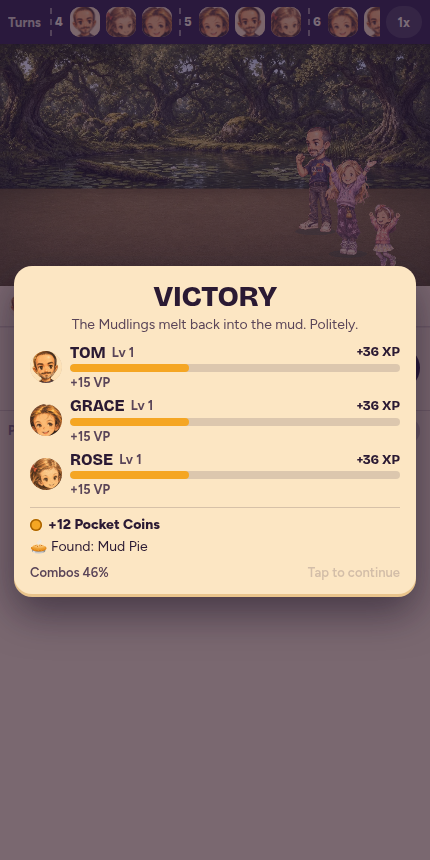 Turns 4 5 6 1x
VICTORY
The Mudlings melt back into the mud. Politely.
TOM Lv 1 +36 XP
+15 VP
GRACE Lv 1 +36 XP
+15 VP
ROSE Lv 1 +36 XP
+15 VP
+12 Pocket Coins
Found: Mud Pie
Combos 46%
Tap to continue